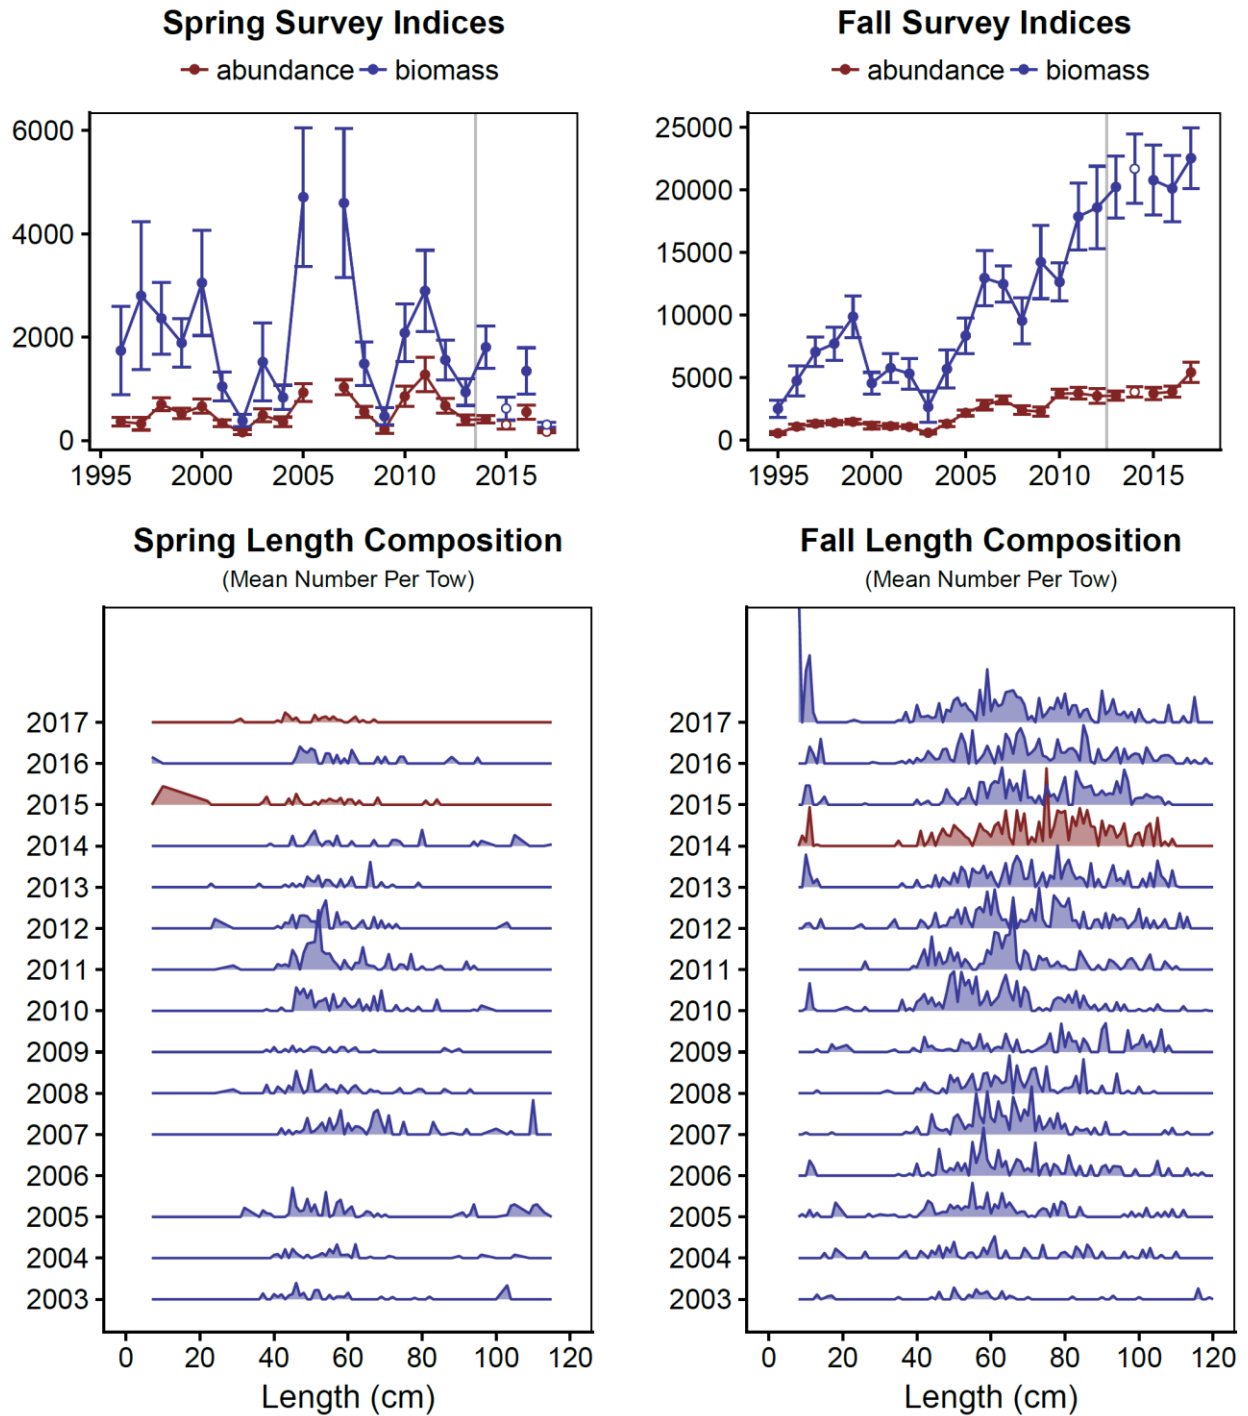 Spring Survey Indices
abundance biomass
6000
4000
2000
0
1995 2000 2005 2010 2015
Fall Survey Indices
abundance biomass
25000
20000
15000
10000
5000
0
1995 2000 2005 2010 2015
Spring Length Composition
(Mean Number Per Tow)
2017
2016
2015
2014
2013
2012
2011
2010
2009
2008
2007
2006
2005
2004
2003
0 20 40 60 80 100 120
Length (cm)
Fall Length Composition
(Mean Number Per Tow)
2017
2016
2015
2014
2013
2012
2011
2010
2009
2008
2007
2006
2005
2004
2003
0 20 40 60 80 100 120
Length (cm)